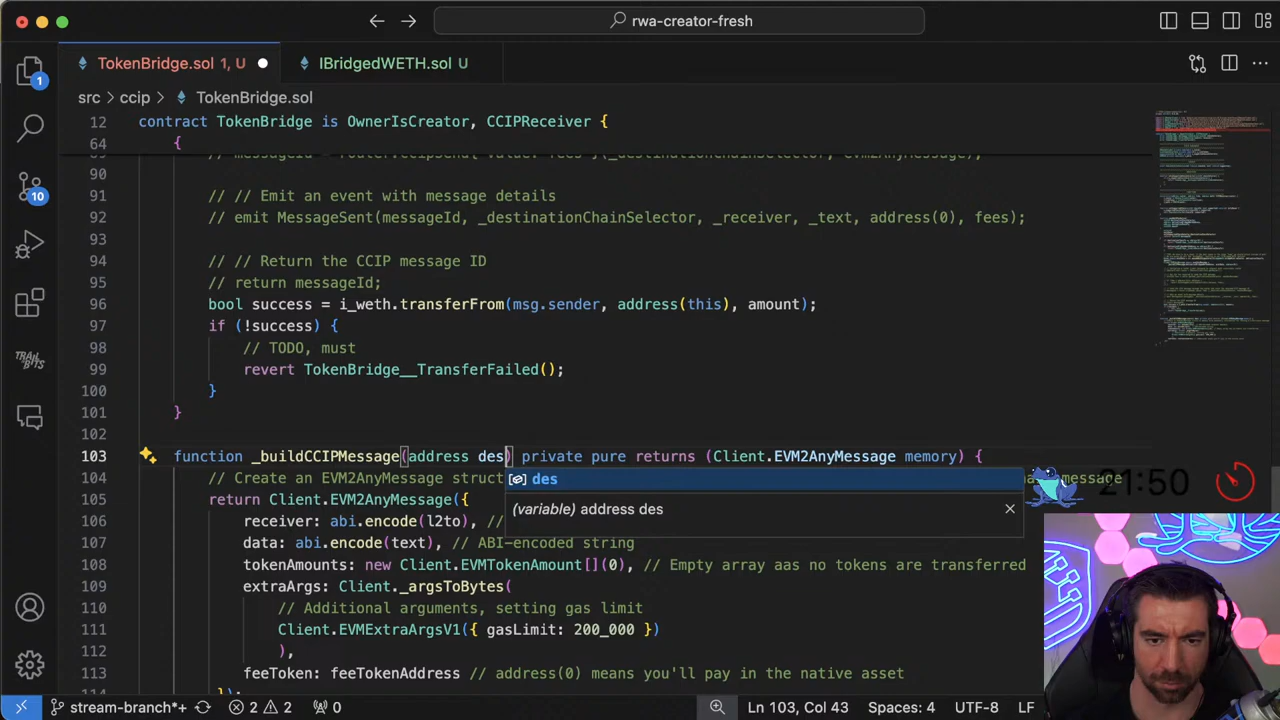 rwa-creator-fresh
TokenBridge.sol 1, U
IBridgedWETH.sol U
src > ccip > TokenBridge.sol
12 contract TokenBridge is OwnerIsCreator, CCIPReceiver {
64 {
90
91 // // Emit an event with message details
92 // emit MessageSent(messageId, _destinationChainSelector, _receiver, _text, address(0), fees);
93
94 // // Return the CCIP message ID
95 // return messageId;
96 bool success = i_weth.transferFrom(msg.sender, address(this), amount);
97 if (!success) {
98 // TODO, must
99 revert TokenBridge__TransferFailed();
100 }
101 }
102
103 function _buildCCIPMessage(address des) private pure returns (Client.EVM2AnyMessage memory) {
104 // Create an EVM2AnyMessage struct message
des
105 return Client.EVM2AnyMessage({
(variable) address des
106 receiver: abi.encode(l2to), //
107 data: abi.encode(text), // ABI-encoded string
108 tokenAmounts: new Client.EVMTokenAmount[](0), // Empty array aas no tokens are transferred
109 extraArgs: Client._argsToBytes(
110 // Additional arguments, setting gas limit
111 Client.EVMExtraArgsV1({ gasLimit: 200_000 })
112 ),
113 feeToken: feeTokenAddress // address(0) means you'll pay in the native asset
114 });
1
10
TRAIL OF BITS
21:50
stream-branch*+
2 2 0
Ln 103, Col 43
Spaces: 4
UTF-8
LF